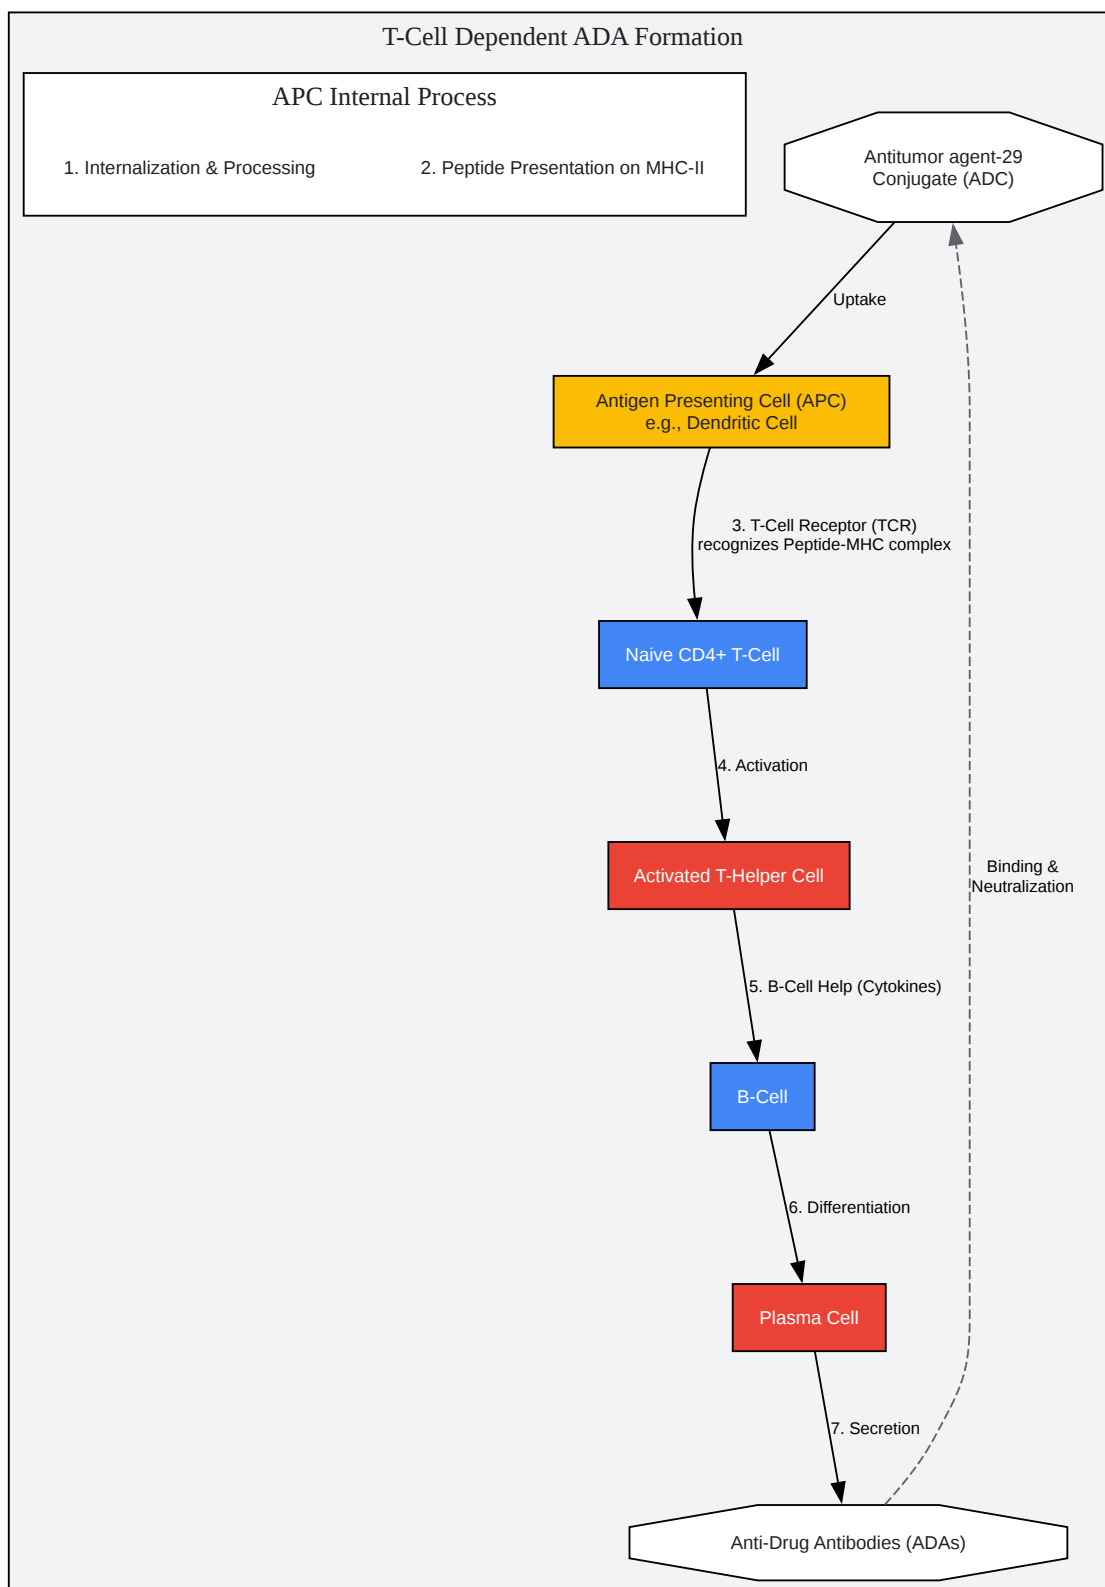 T-Cell Dependent ADA Formation
APC Internal Process
1. Internalization & Processing
2. Peptide Presentation on MHC-II
Antitumor agent-29
Conjugate (ADC)
Uptake
Antigen Presenting Cell (APC)
e.g., Dendritic Cell
3. T-Cell Receptor (TCR)
recognizes Peptide-MHC complex
Naive CD4+ T-Cell
4. Activation
Activated T-Helper Cell
Binding &
Neutralization
5. B-Cell Help (Cytokines)
B-Cell
6. Differentiation
Plasma Cell
7. Secretion
Anti-Drug Antibodies (ADAs)